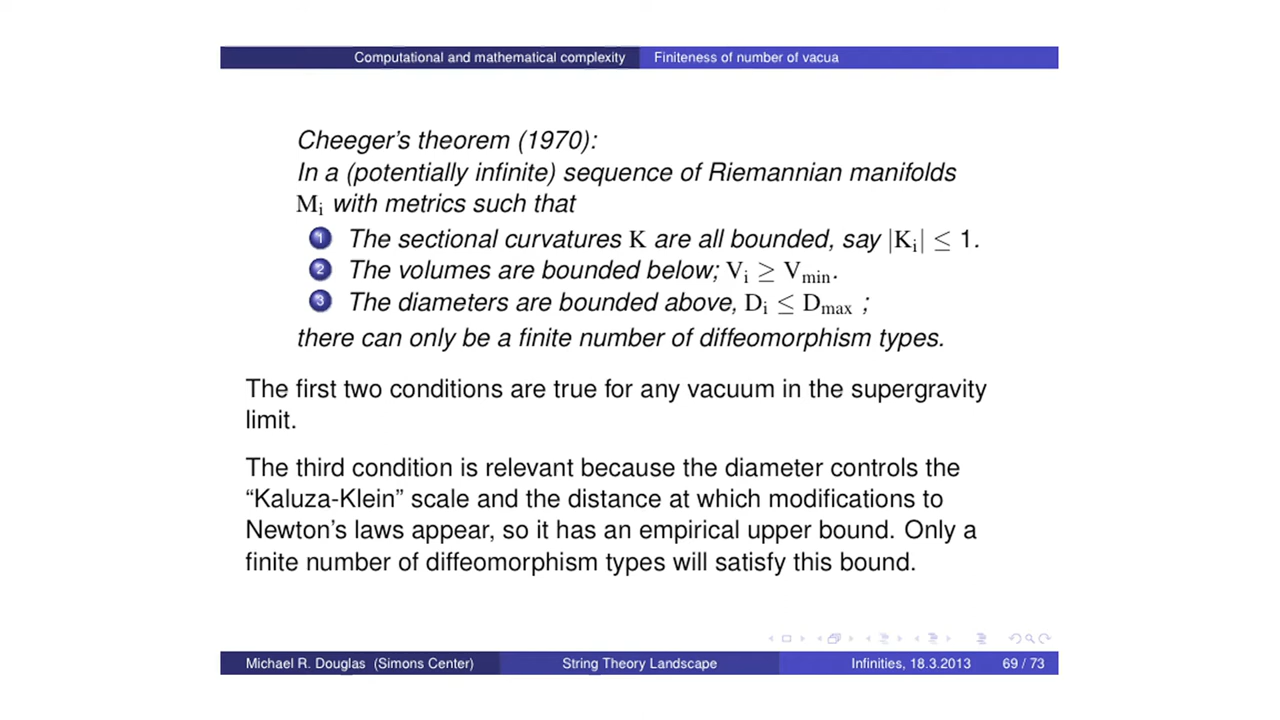 Computational and mathematical complexity Finiteness of number of vacua
Cheeger's theorem (1970):
In a (potentially infinite) sequence of Riemannian manifolds
Mi with metrics such that
1 The sectional curvatures K are all bounded, say |Ki| ≤ 1.
2 The volumes are bounded below; Vi ≥ Vmin.
3 The diameters are bounded above, Di ≤ Dmax ;
there can only be a finite number of diffeomorphism types.
The first two conditions are true for any vacuum in the supergravity
limit.
The third condition is relevant because the diameter controls the
“Kaluza-Klein” scale and the distance at which modifications to
Newton's laws appear, so it has an empirical upper bound. Only a
finite number of diffeomorphism types will satisfy this bound.
Michael R. Douglas (Simons Center) String Theory Landscape Infinities, 18.3.2013 69 / 73